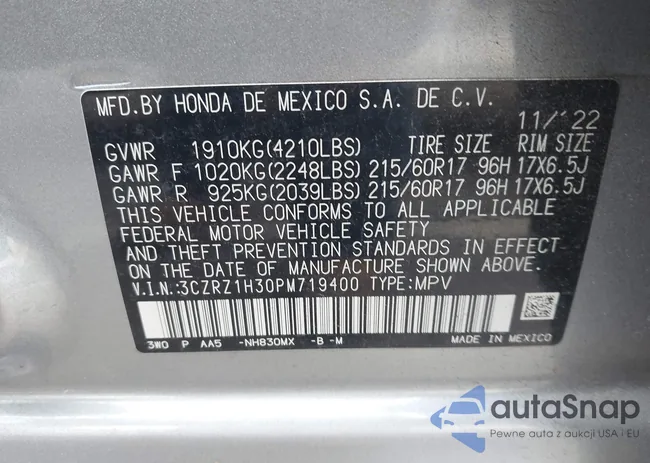 MFD.BY HONDA DE MEXICO S.A. DE C.V.
11/'22
GVWR 1910KG(4210LBS) TIRE SIZE RIM SIZE
GAWR F 1020KG(2248LBS) 215/60R17 96H 17X6.5J
GAWR R 925KG(2039LBS) 215/60R17 96H 17X6.5J
THIS VEHICLE CONFORMS TO ALL APPLICABLE
FEDERAL MOTOR VEHICLE SAFETY
AND THEFT PREVENTION STANDARDS IN EFFECT
ON THE DATE OF MANUFACTURE SHOWN ABOVE.
V.I.N.:3CZRZ1H30PM719400 TYPE:MPV
3W0 P AA5 -NH830MX -B -M MADE IN MEXICO
autaSnap
Pewne auta z aukcji USA i EU